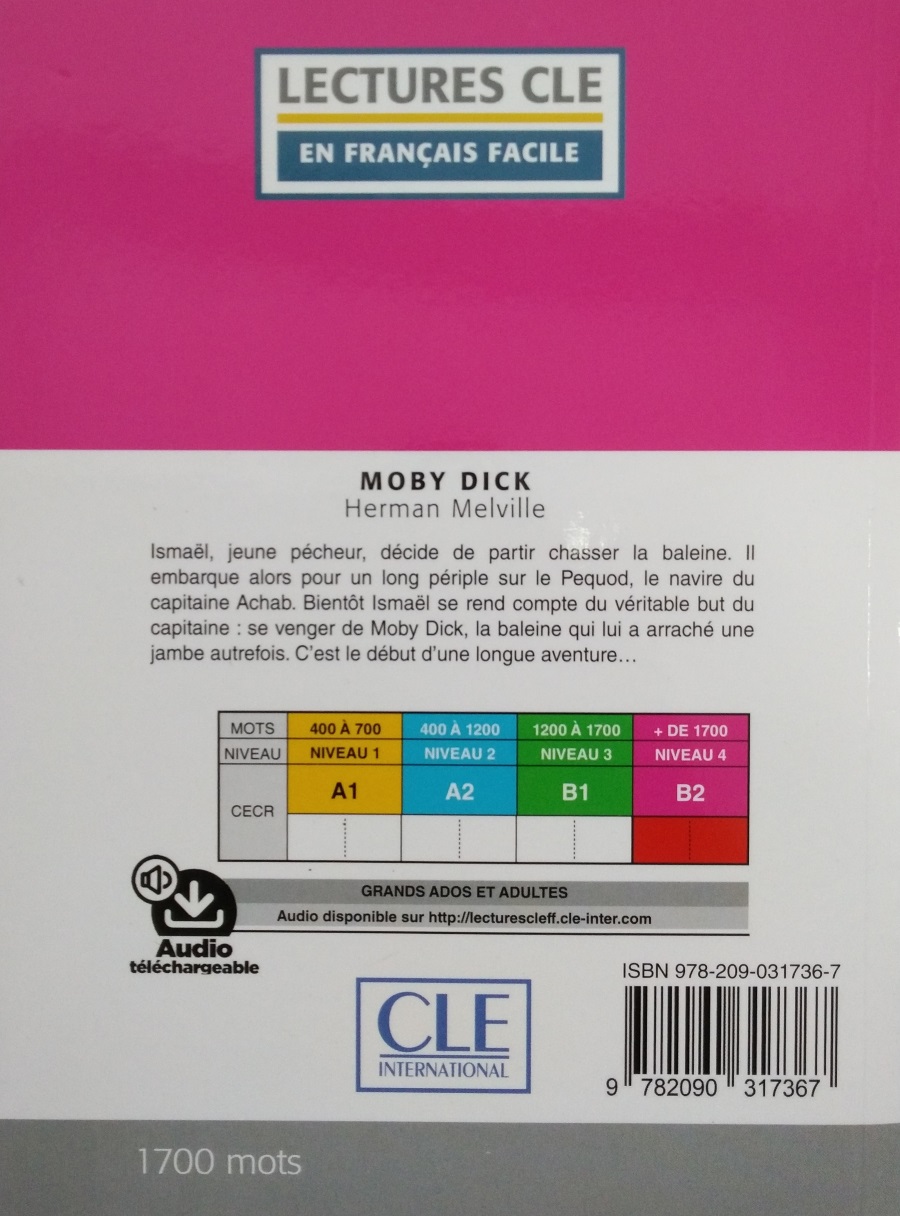 LECTURES CLE
EN FRANÇAIS FACILE
MOBY DICK
Herman Melville
Ismaël, jeune pécheur, décide de partir chasser la baleine. Il
embarque alors pour un long périple sur le Pequod, le navire du
capitaine Achab. Bientôt Ismaël se rend compte du véritable but du
capitaine : se venger de Moby Dick, la baleine qui lui a arraché une
jambe autrefois. C'est le début d'une longue aventure...
MOTS 400 À 700 400 À 1200 1200 À 1700 + DE 1700
NIVEAU NIVEAU 1 NIVEAU 2 NIVEAU 3 NIVEAU 4
CECR A1 A2 B1 B2
GRANDS ADOS ET ADULTES
Audio disponible sur http://lecturescleff.cle-inter.com
Audio
téléchargeable
CLE
INTERNATIONAL
ISBN 978-209-031736-7
9 782090 317367
1700 mots